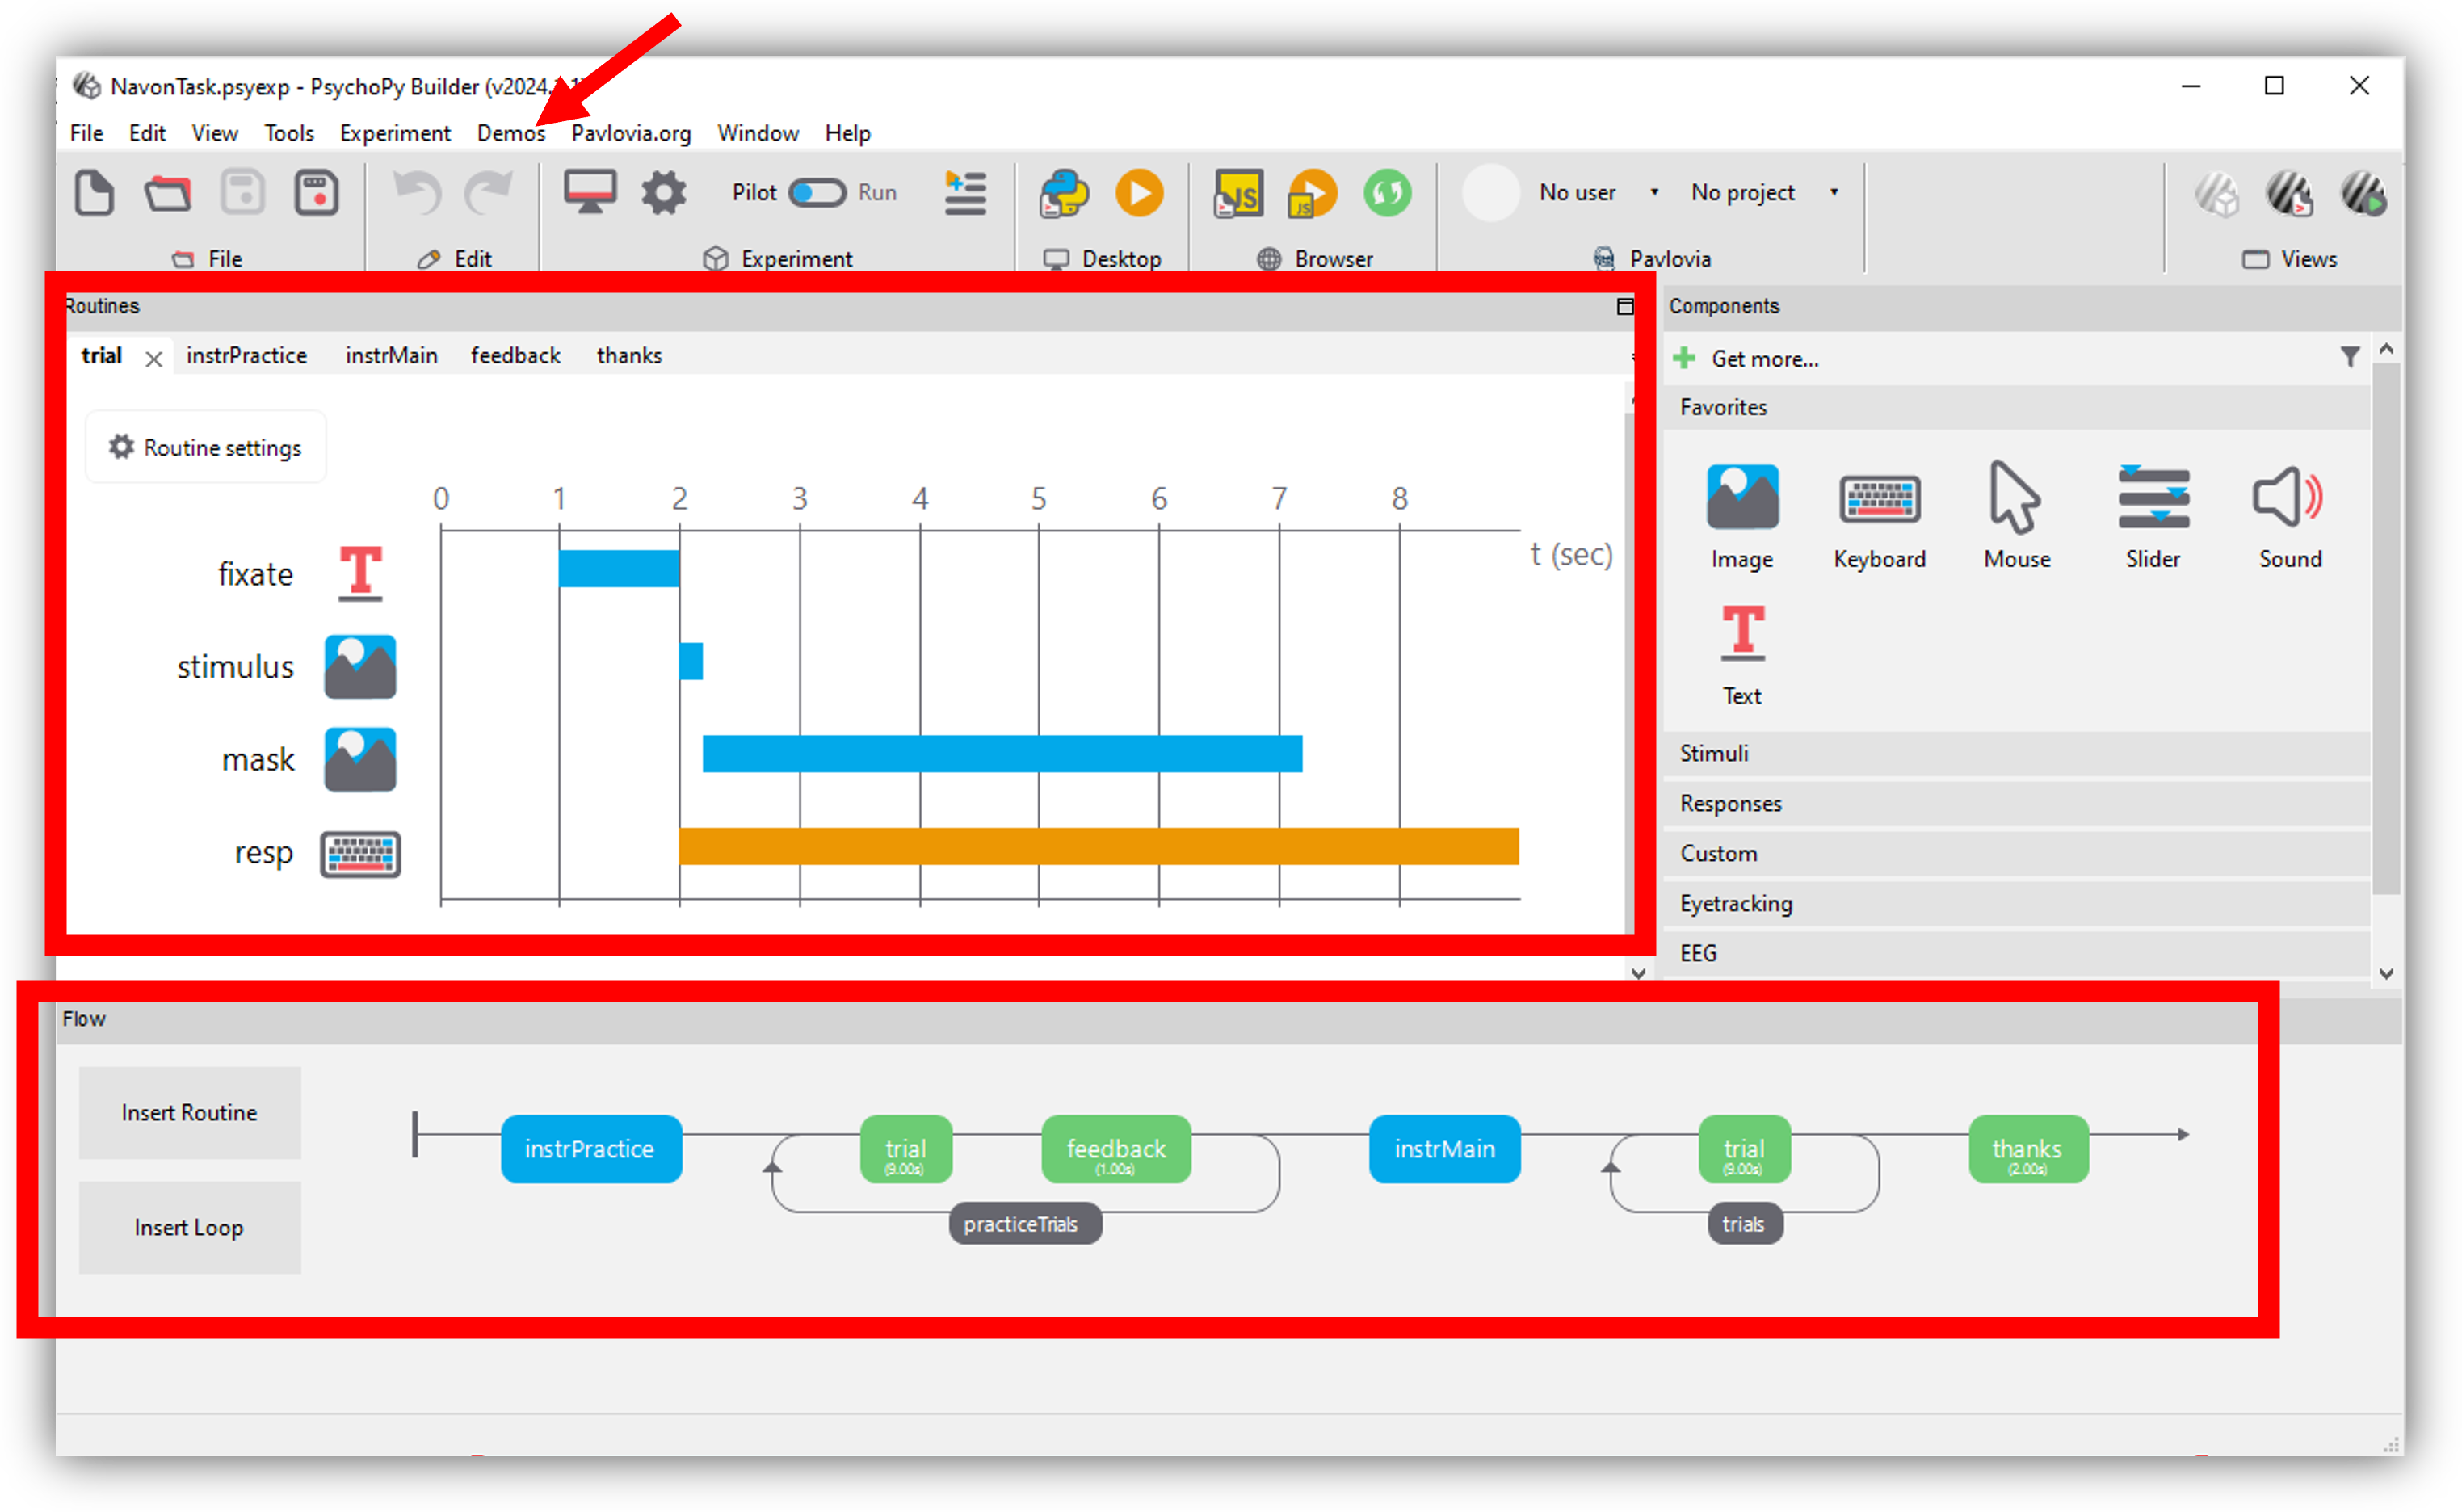 NavonTask.psyexp - PsychoPy Builder (v2024.
File Edit View Tools Experiment Demos Pavlovia.org Window Help
Pilot Run No user No project
File Edit Experiment Desktop Browser Pavlovia Views
Routines
trial instrPractice instrMain feedback thanks
Routine settings
0 1 2 3 4 5 6 7 8
t (sec)
fixate
stimulus
mask
resp
Components
Get more...
Favorites
Image Keyboard Mouse Slider Sound
Text
Stimuli
Responses
Custom
Eyetracking
EEG
Flow
Insert Routine
Insert Loop
instrPractice
trial
(9.00s)
feedback
(1.00s)
practiceTrials
instrMain
trial
(9.00s)
trials
thanks
(2.00s)